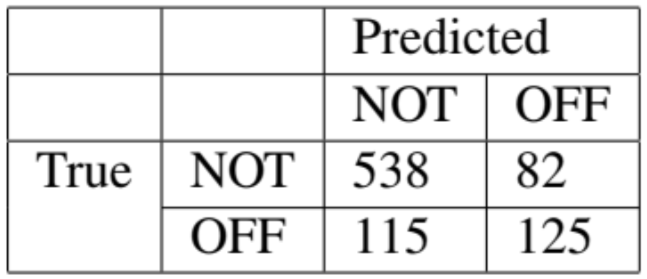 Predicted
NOT OFF
True NOT 538 82
OFF 115 125